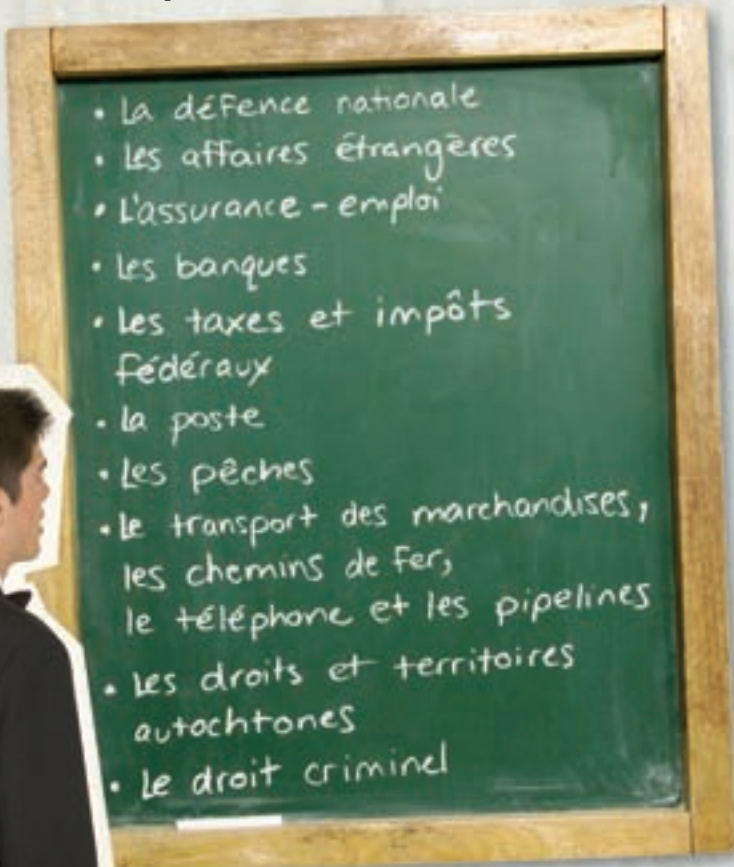 • La défence nationale
• Les affaires étrangères
• L'assurance-emploi
• Les banques
• Les taxes et impôts
fédéraux
• La poste
• Les pêches
• Le transport des marchandises,
les chemins de fer,
le téléphone et les pipelines
• Les droits et territoires
autochtones
• Le droit criminel